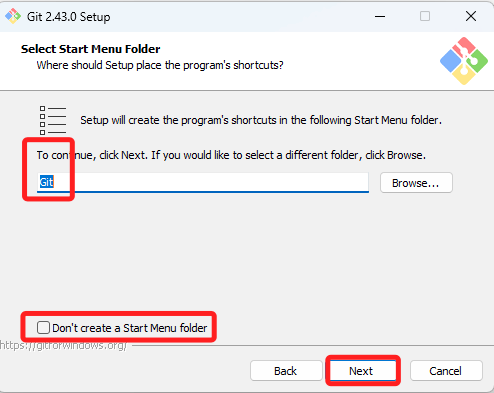 Git 2.43.0 Setup
Select Start Menu Folder
Where should Setup place the program's shortcuts?
Setup will create the program's shortcuts in the following Start Menu folder.
To continue, click Next. If you would like to select a different folder, click Browse.
Git
Browse...
Don't create a Start Menu folder
https://gitforwindows.org/
Back
Next
Cancel